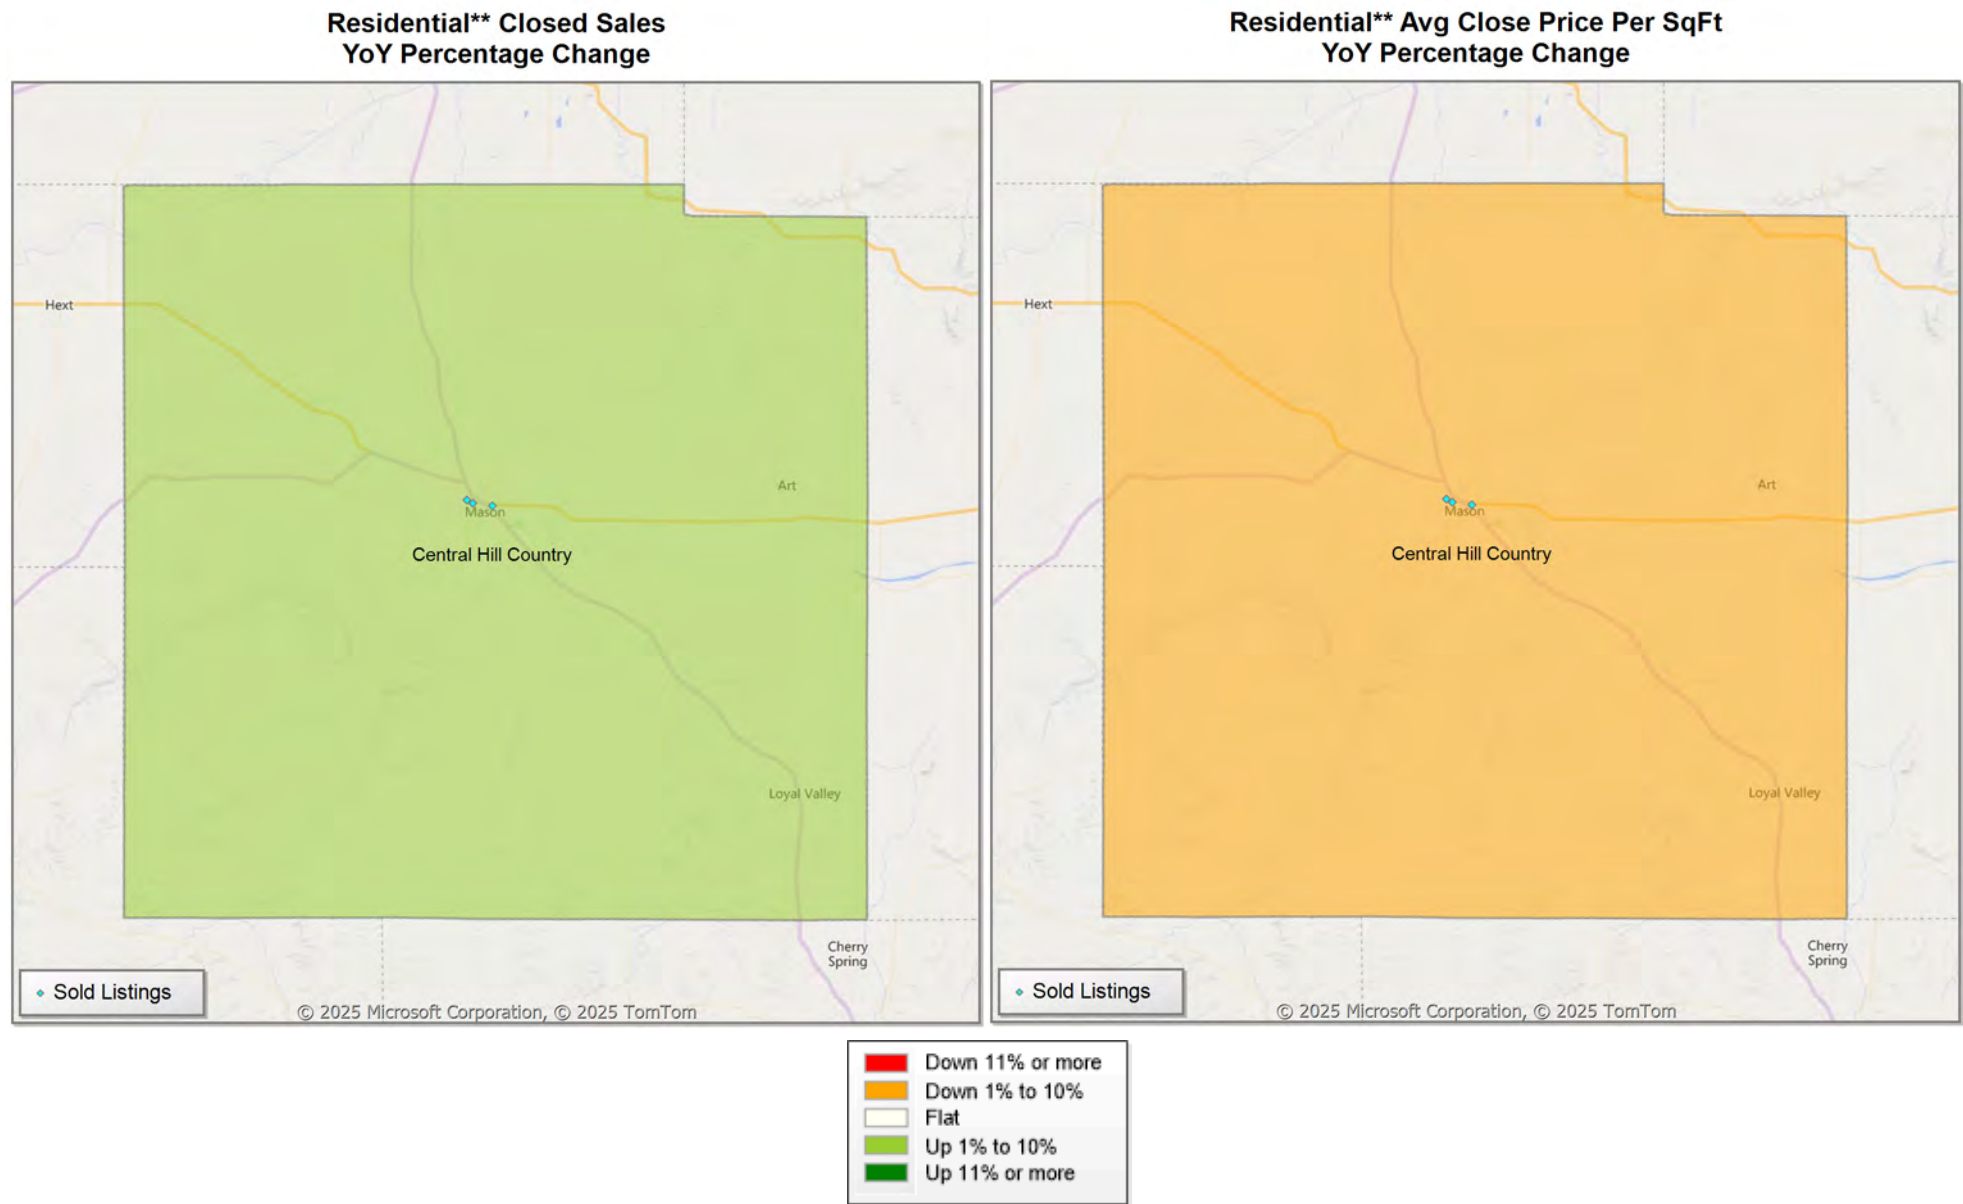 Residential** Closed Sales
YoY Percentage Change
Hext
Art
Mason
Central Hill Country
Loyal Valley
Cherry
Spring
Sold Listings
© 2025 Microsoft Corporation, © 2025 TomTom
Residential** Avg Close Price Per SqFt
YoY Percentage Change
Hext
Art
Mason
Central Hill Country
Loyal Valley
Cherry
Spring
Sold Listings
© 2025 Microsoft Corporation, © 2025 TomTom
Down 11% or more
Down 1% to 10%
Flat
Up 1% to 10%
Up 11% or more